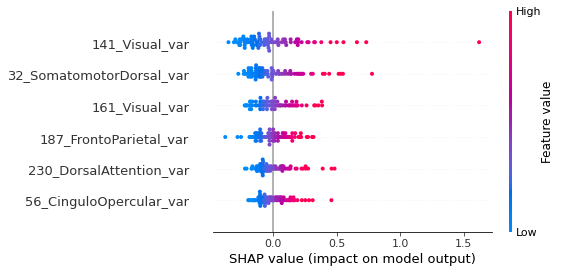 High
141_Visual_var
32_SomatomotorDorsal_var
161_Visual_var
187_FrontoParietal_var
230_DorsalAttention_var
56_CinguloOpercular_var
Feature value
Low
0.0 0.5 1.0 1.5
SHAP value (impact on model output)